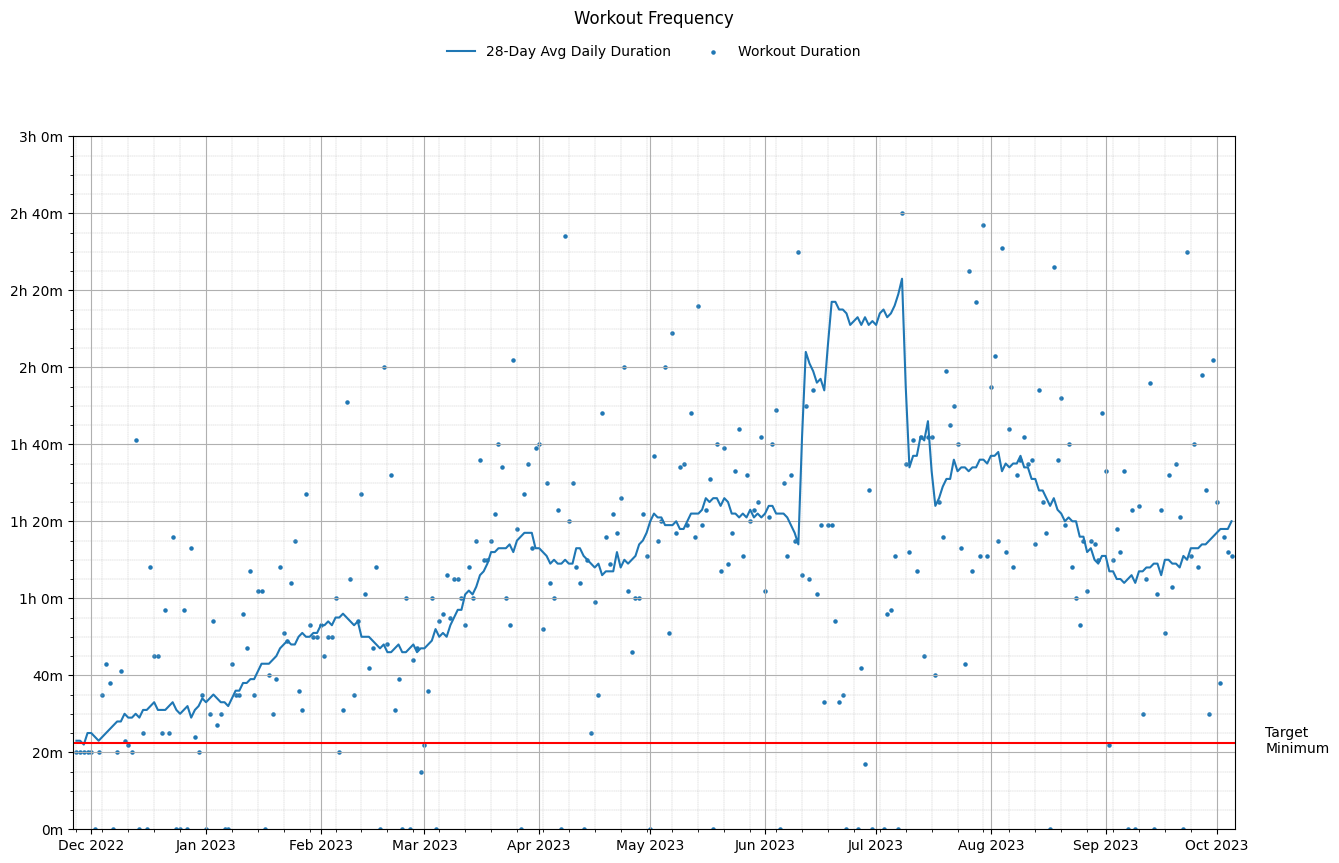 Workout Frequency
28-Day Avg Daily Duration
Workout Duration
3h 0m
2h 40m
2h 20m
2h 0m
1h 40m
1h 20m
1h 0m
40m
20m
0m
Target
Minimum
Dec 2022
Jan 2023
Feb 2023
Mar 2023
Apr 2023
May 2023
Jun 2023
Jul 2023
Aug 2023
Sep 2023
Oct 2023